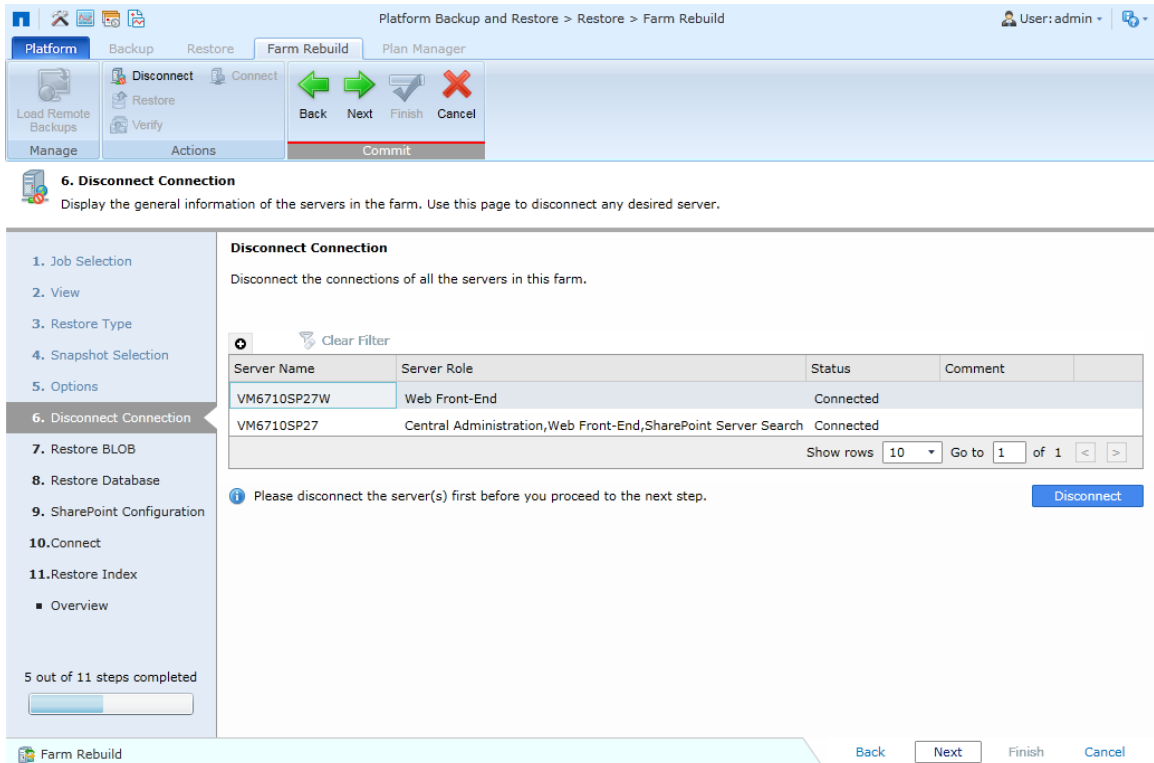 Platform Backup and Restore > Restore > Farm Rebuild
User: admin
Platform Backup Restore Farm Rebuild Plan Manager
Load Remote Backups
Disconnect Connect
Restore
Verify
Back Next Finish Cancel
Manage Actions Commit
6. Disconnect Connection
Display the general information of the servers in the farm. Use this page to disconnect any desired server.
1. Job Selection
2. View
3. Restore Type
4. Snapshot Selection
5. Options
6. Disconnect Connection
7. Restore BLOB
8. Restore Database
9. SharePoint Configuration
10.Connect
11.Restore Index
Overview
5 out of 11 steps completed
Disconnect Connection
Disconnect the connections of all the servers in this farm.
Clear Filter
Server Name Server Role Status Comment
VM6710SP27W Web Front-End Connected
VM6710SP27 Central Administration,Web Front-End,SharePoint Server Search Connected
Show rows 10 Go to 1 of 1 < >
Please disconnect the server(s) first before you proceed to the next step.
Disconnect
Farm Rebuild
Back Next Finish Cancel